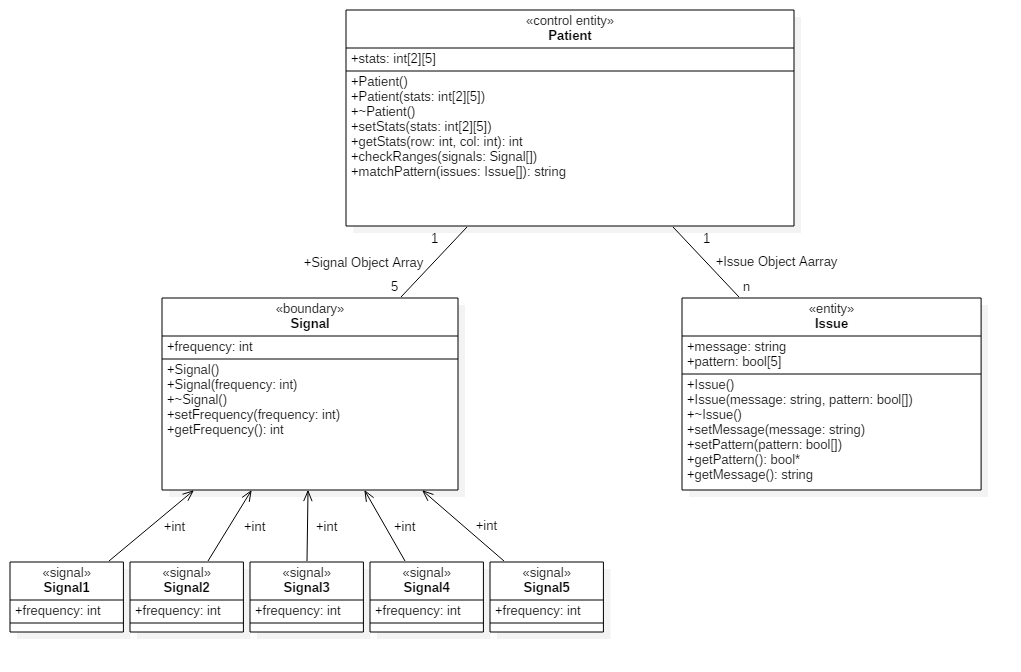 «control entity»
Patient
+stats: int[2][5]
+Patient()
+Patient(stats: int[2][5])
+~Patient()
+setStats(stats: int[2][5])
+getStats(row: int, col: int): int
+checkRanges(signals: Signal[])
+matchPattern(issues: Issue[]): string
1
1
+Signal Object Array
+Issue Object Aarray
5
n
«boundary»
Signal
+frequency: int
+Signal()
+Signal(frequency: int)
+~Signal()
+setFrequency(frequency: int)
+getFrequency(): int
«entity»
Issue
+message: string
+pattern: bool[5]
+Issue()
+Issue(message: string, pattern: bool[])
+~Issue()
+setMessage(message: string)
+setPattern(pattern: bool[])
+getPattern(): bool*
+getMessage(): string
+int
+int
+int
+int
+int
«signal»
Signal1
+frequency: int
«signal»
Signal2
+frequency: int
«signal»
Signal3
+frequency: int
«signal»
Signal4
+frequency: int
«signal»
Signal5
+frequency: int